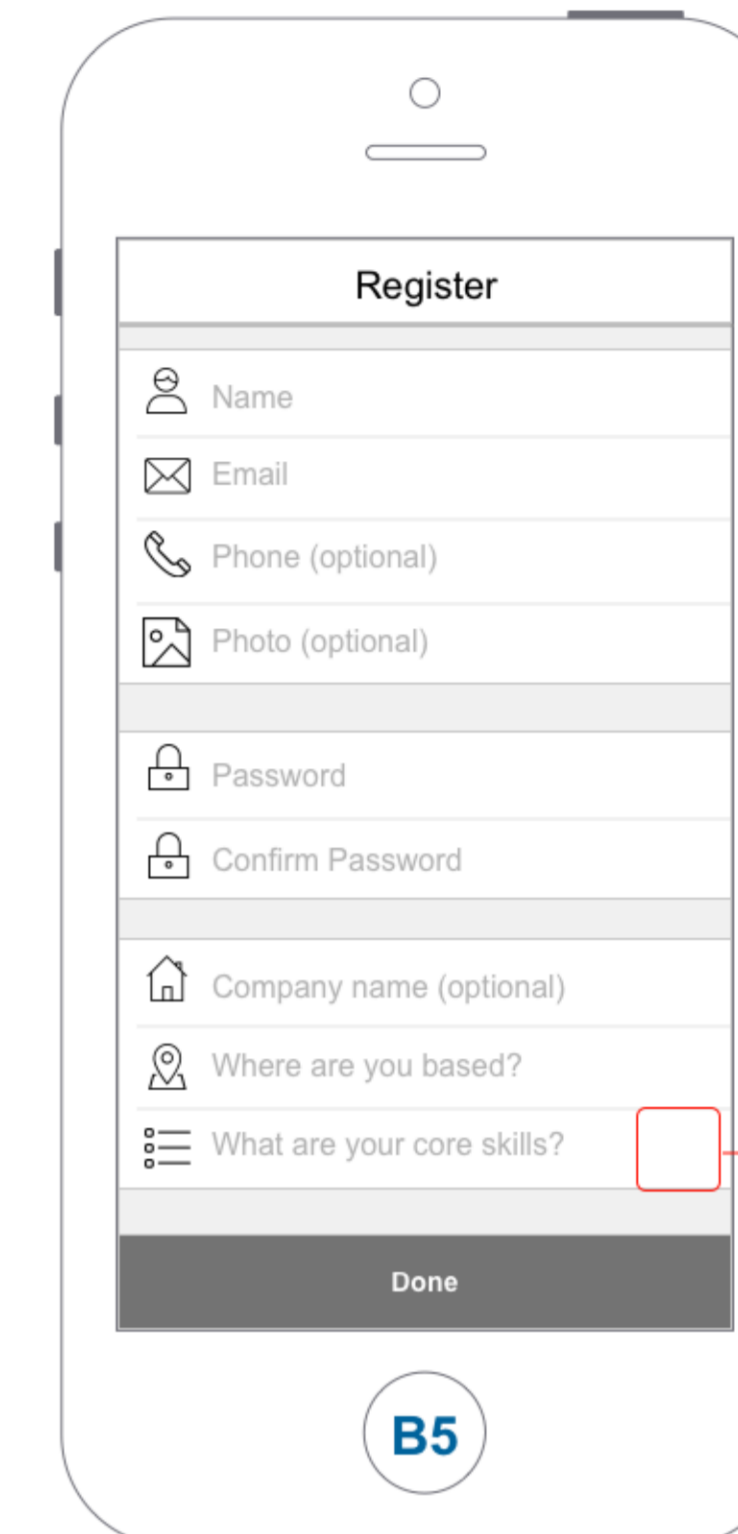 Register
Name
Email
Phone (optional)
Photo (optional)
Password
Confirm Password
Company name (optional)
Where are you based?
What are your core skills?
Done
B5